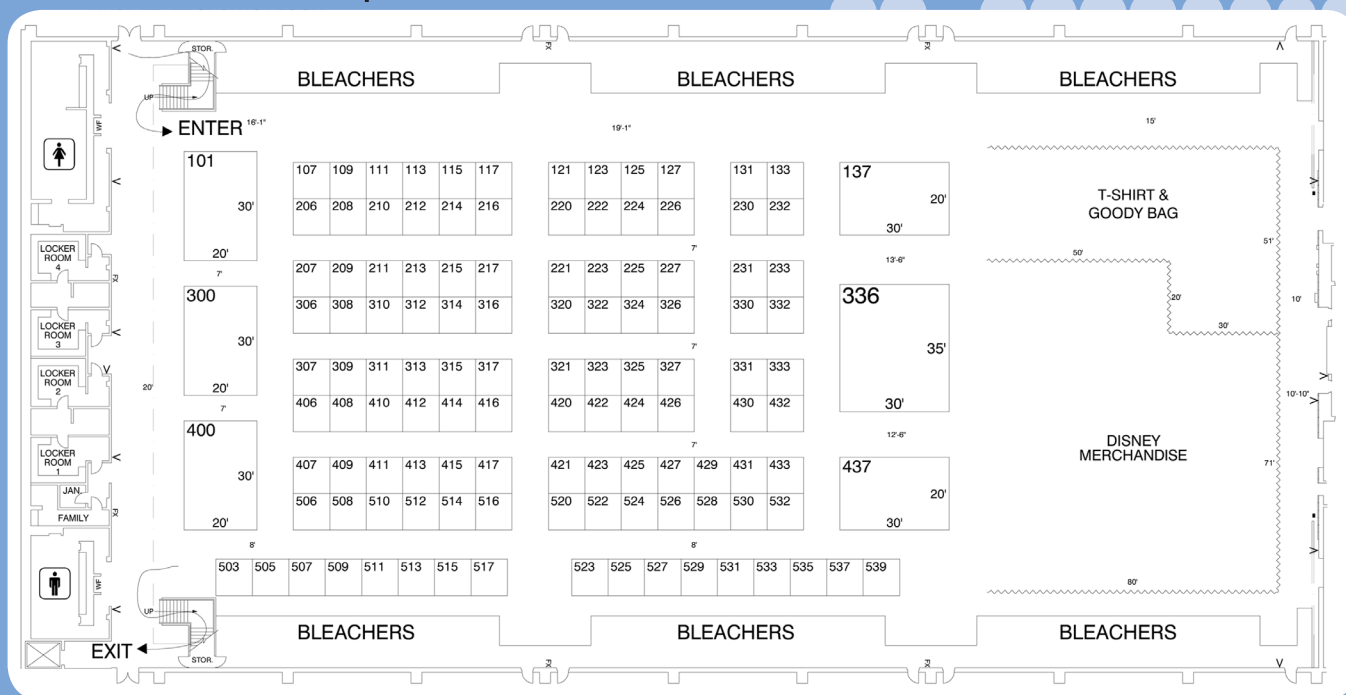 STOR.
FX
FX
BLEACHERS
BLEACHERS
BLEACHERS
UP
ENTER
16'-1"
19'-1"
15'
WF
101
30'
20'
107 109 111 113 115 117
121 123 125 127
131 133
137
20'
30'
206 208 210 212 214 216
220 222 224 226
230 232
T-SHIRT &
GOODY BAG
51'
50'
20'
30'
10'
LOCKER
ROOM
4
FX
7'
7'
13'-6"
207 209 211 213 215 217
221 223 225 227
231 233
300
30'
20'
336
35'
30'
306 308 310 312 314 316
320 322 324 326
330 332
LOCKER
ROOM
3
7'
307 309 311 313 315 317
321 323 325 327
331 333
LOCKER
ROOM
2
20'
10'-10"
406 408 410 412 414 416
420 422 424 426
430 432
7'
7'
12'-6"
400
30'
20'
DISNEY
MERCHANDISE
71'
80'
LOCKER
ROOM
1
407 409 411 413 415 417
421 423 425 427 429 431 433
437
20'
30'
JAN.
FAMILY
FX
506 508 510 512 514 516
520 522 524 526 528 530 532
8'
8'
503 505 507 509 511 513 515 517
523 525 527 529 531 533 535 537 539
WF
UP
BLEACHERS
BLEACHERS
BLEACHERS
EXIT
STOR.
FX
FX